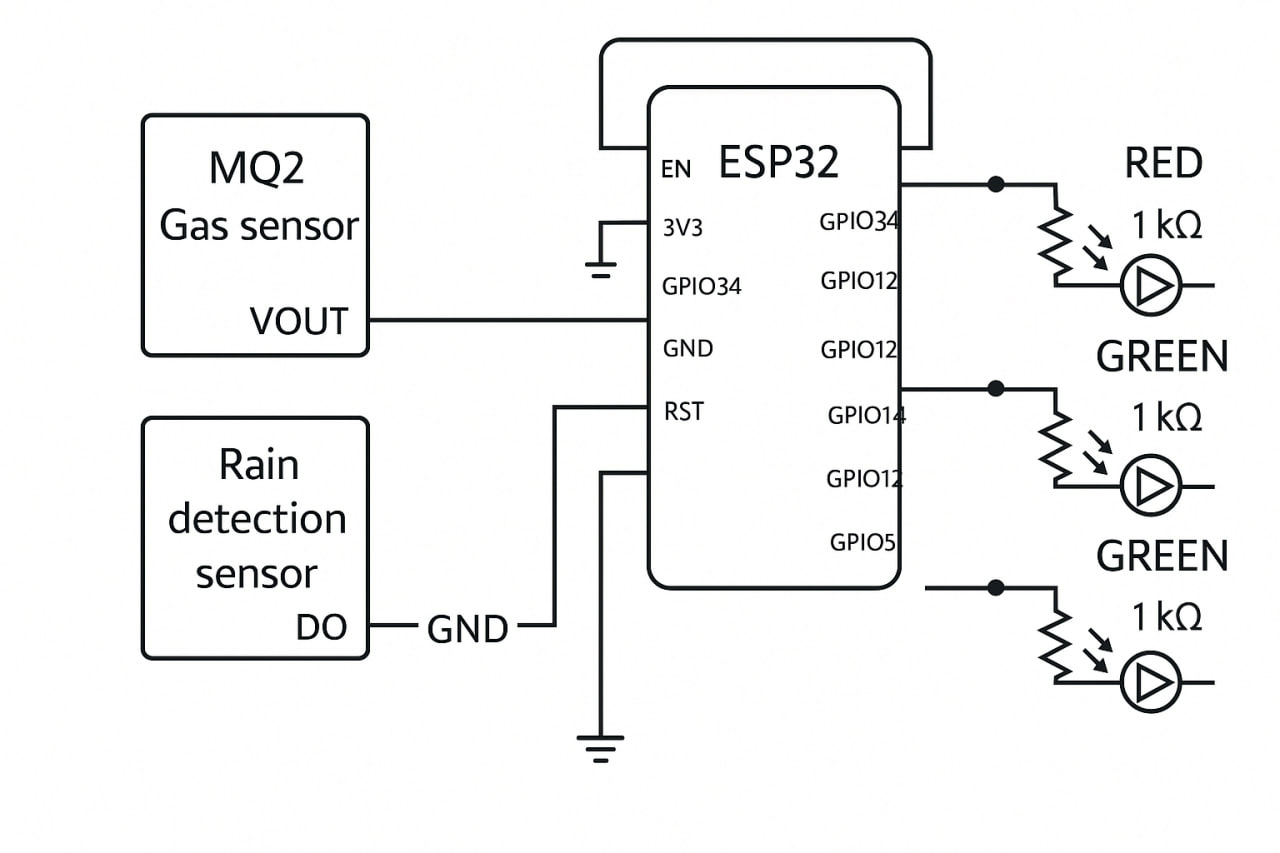 MQ2
Gas sensor
VOUT
Rain
detection
sensor
DO
GND
ESP32
EN
3V3
GPIO34
GND
RST
GPIO34
GPIO12
GPIO12
GPIO14
GPIO12
GPIO5
RED
1 kΩ
GREEN
1 kΩ
GREEN
1 kΩ